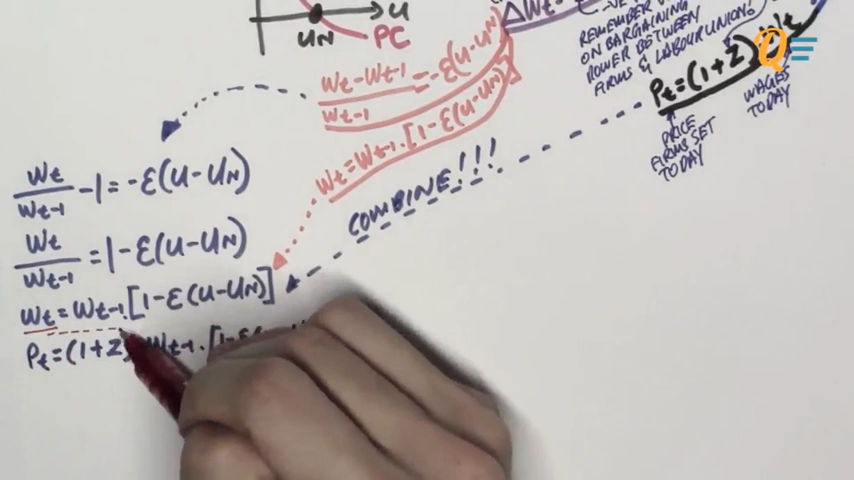 U
UN
PC
ΔWt
REMEMBER
ON BARGAINING
POWER BETWEEN
FIRMS & LABOUR UNION!
Wt-Wt-1/Wt-1=-ε(U-UN)
Wt=Wt-1.[1-ε(U-UN)]
Pt=(1+Z)Wt
PRICE
FIRMS SET
TODAY
WAGES
TODAY
COMBINE!!!
Wt/Wt-1 -1=-ε(U-UN)
Wt/Wt-1 =1-ε(U-UN)
Wt=Wt-1[1-ε(U-UN)]
Pt=(1+Z) Wt-1.[1-ε(U